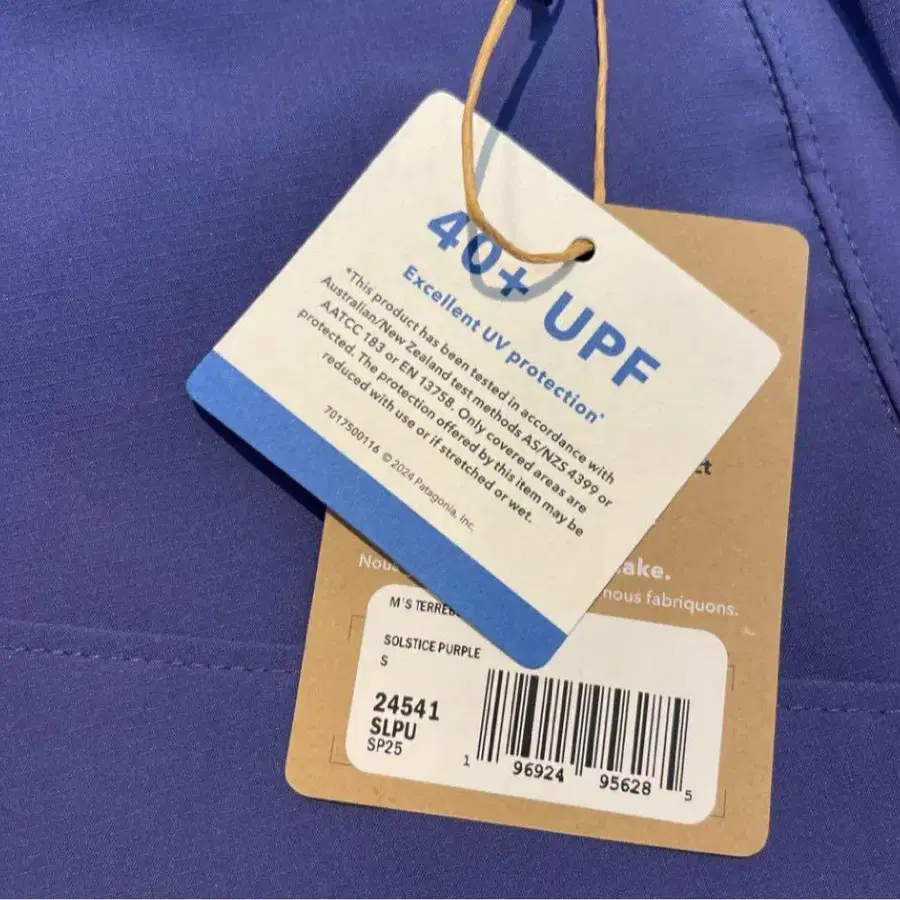 40+ UPF
Excellent UV protection*
*This product has been tested in accordance with
Australian/New Zealand test methods AS/NZS 4399 or
AATCC 183 or EN 13758. Only covered areas are
protected. The protection offered by this item may be
reduced with use or if stretched or wet.
7017500116 © 2024 Patagonia, Inc.
ake.
nous fabriquons.
M'S
SOLSTICE PURPLE
S
24541
SLPU
SP25
1 96924 95628 5